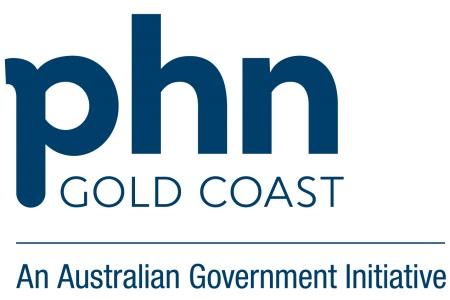 phn
GOLD COAST
An Australian Government Initiative